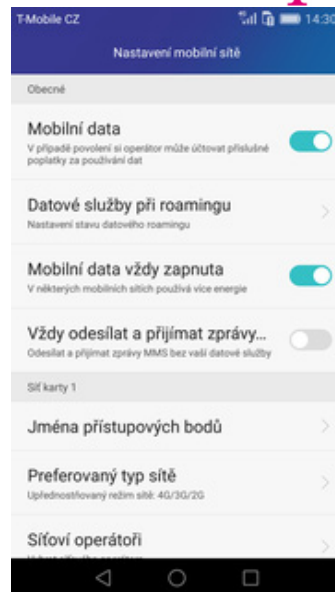 T-Mobile CZ 14:30
Nastavení mobilní sítě
Obecné
Mobilní data
V případě povolení si operátor může účtovat příslušné
poplatky za používání dat
Datové služby při roamingu
Nastavení stavu datového roamingu
Mobilní data vždy zapnuta
V některých mobilních sítích používá více energie
Vždy odesílat a přijímat zprávy...
Odesílat a přijímat zprávy MMS bez vaší datové služby
Síť karty 1
Jména přístupových bodů
Preferovaný typ sítě
Upřednostňovaný režim sítě: 4G/3G/2G
Síťoví operátoři